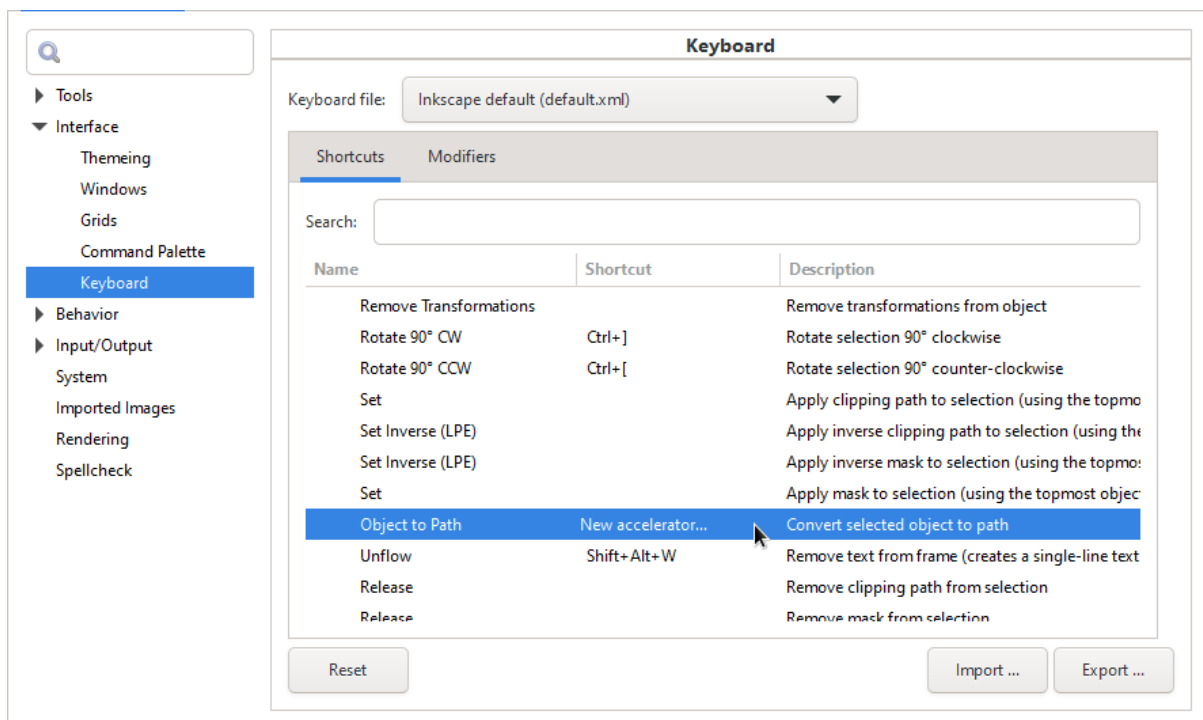 Keyboard
Tools
Interface
Themeing
Windows
Grids
Command Palette
Keyboard
Behavior
Input/Output
System
Imported Images
Rendering
Spellcheck
Keyboard file: Inkscape default (default.xml)
Shortcuts Modifiers
Search:
Name Shortcut Description
Remove Transformations Remove transformations from object
Rotate 90° CW Ctrl+] Rotate selection 90° clockwise
Rotate 90° CCW Ctrl+[ Rotate selection 90° counter-clockwise
Set Apply clipping path to selection (using the topmo
Set Inverse (LPE) Apply inverse clipping path to selection (using the
Set Inverse (LPE) Apply inverse mask to selection (using the topmo
Set Apply mask to selection (using the topmost objec
Object to Path New accelerator... Convert selected object to path
Unflow Shift+Alt+W Remove text from frame (creates a single-line text
Release Remove clipping path from selection
Release Remove mask from selection
Reset Import ... Export ...